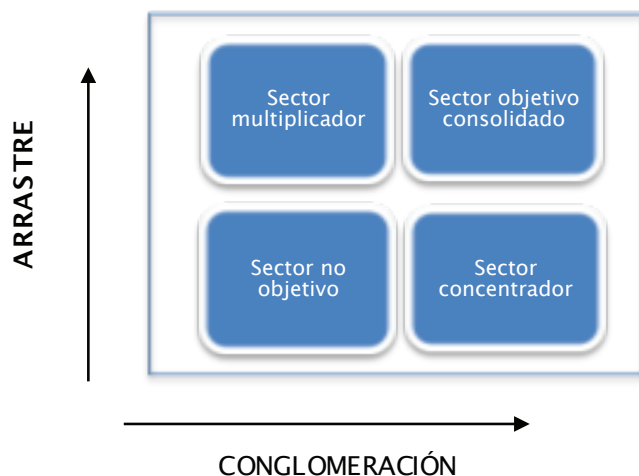 Sector
multiplicador
Sector objetivo
consolidado
ARRASTRE
Sector no
objetivo
Sector
concentrador
CONGLOMERACIÓN